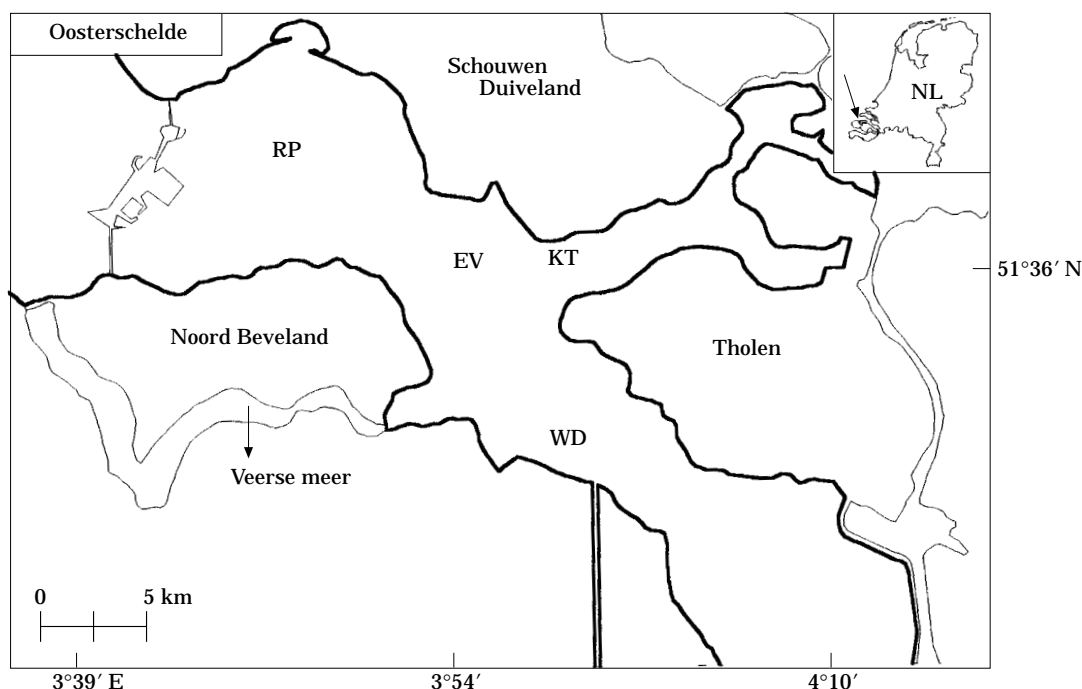 Oosterschelde
Schouwen
Duiveland
NL
RP
EV
KT
51°36′ N
Noord Beveland
Tholen
WD
Veerse meer
0
5 km
3°39′ E
3°54′
4°10′